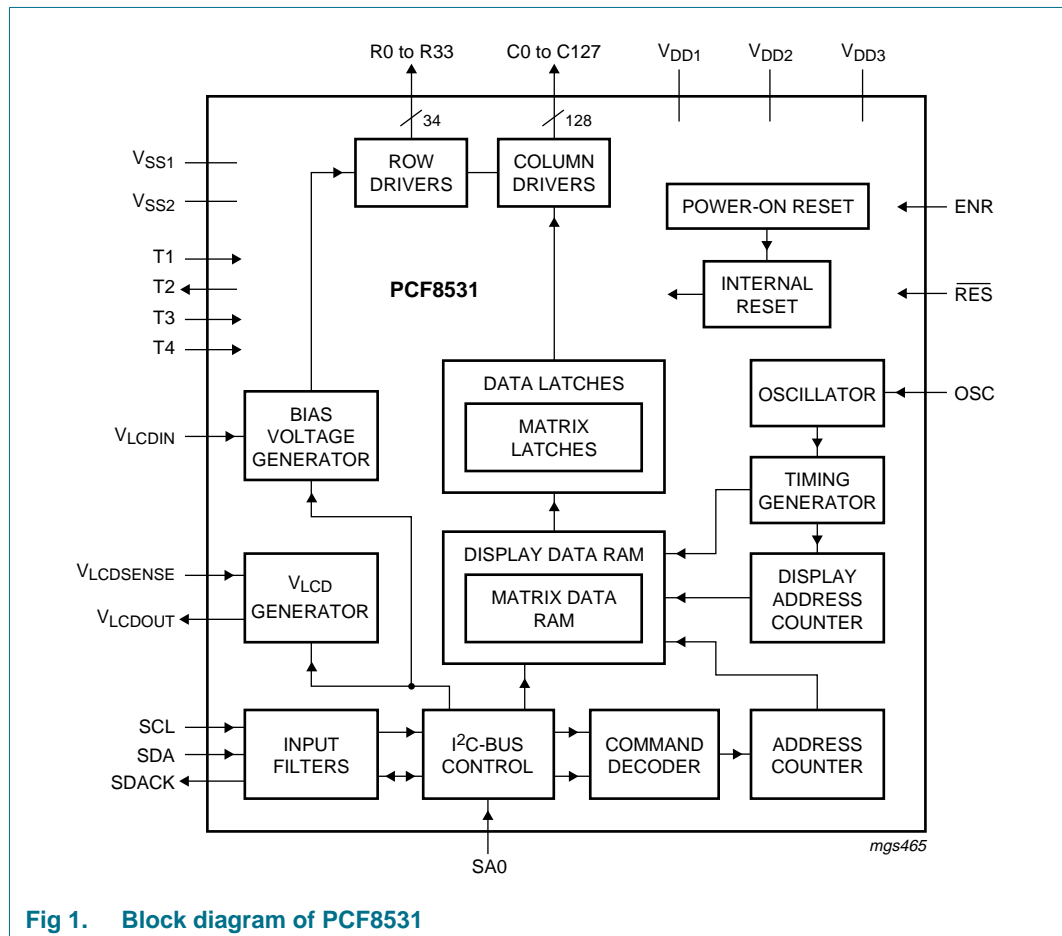 R0 to R33
C0 to C127
VDD1
VDD2
VDD3
34
128
VSS1
VSS2
T1
T2
T3
T4
ROW
DRIVERS
COLUMN
DRIVERS
POWER-ON RESET
ENR
INTERNAL
RESET
RES
PCF8531
DATA LATCHES
MATRIX
LATCHES
OSCILLATOR
OSC
VLCDIN
BIAS
VOLTAGE
GENERATOR
TIMING
GENERATOR
DISPLAY DATA RAM
MATRIX DATA
RAM
DISPLAY
ADDRESS
COUNTER
VLCDSENSE
VLCDOUT
VLCD
GENERATOR
SCL
SDA
SDACK
INPUT
FILTERS
I²C-BUS
CONTROL
COMMAND
DECODER
ADDRESS
COUNTER
SA0
mgs465
Fig 1. Block diagram of PCF8531